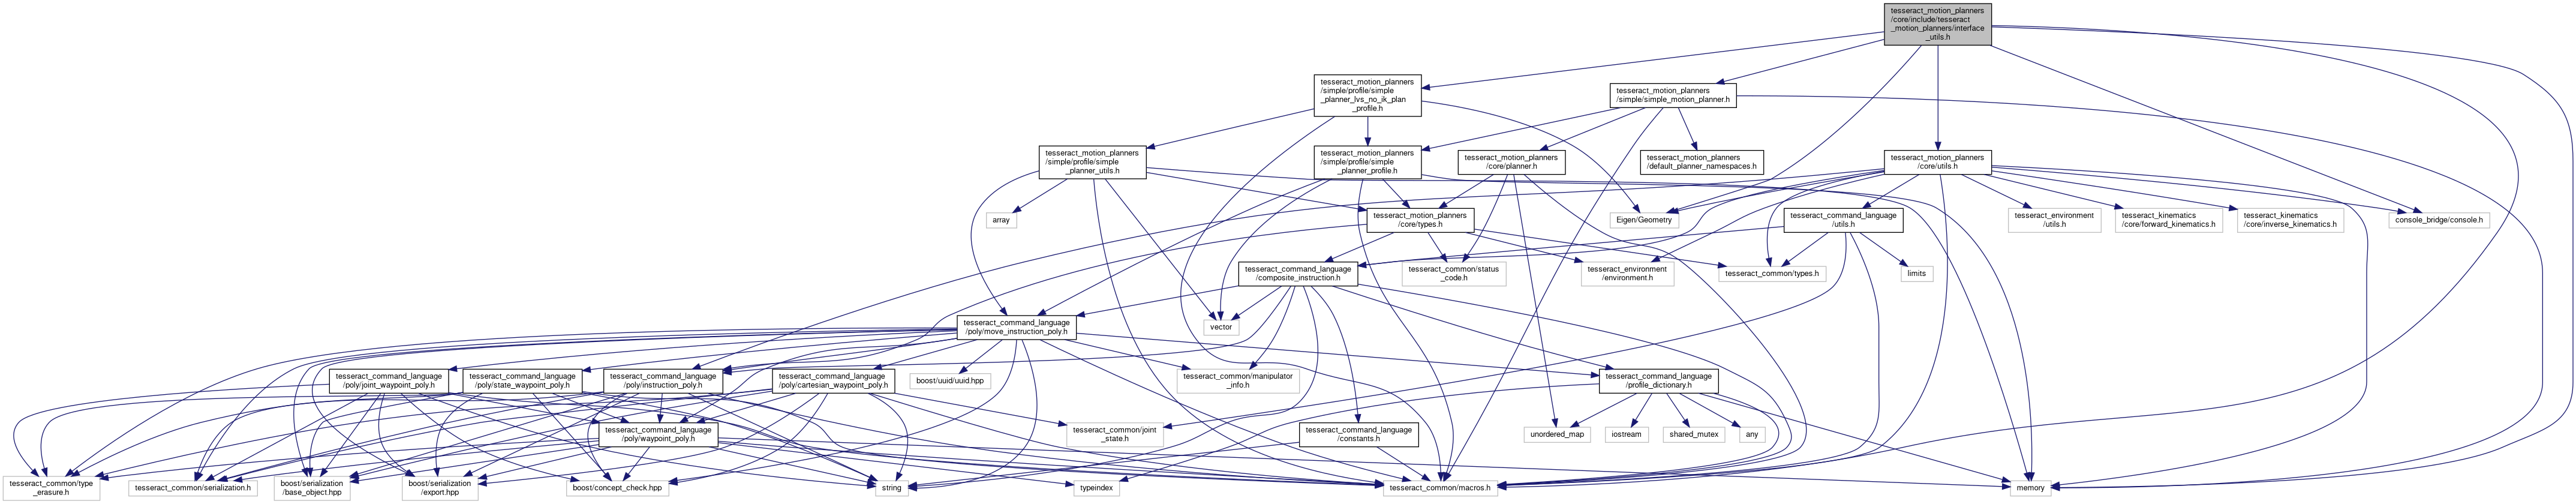 tesseract_motion_planners
/core/include/tesseract
_motion_planners/interface
_utils.h
tesseract_motion_planners
/simple/profile/simple
_planner_lvs_no_ik_plan
_profile.h
tesseract_motion_planners
/simple/simple_motion_planner.h
tesseract_motion_planners
/simple/profile/simple
_planner_utils.h
tesseract_motion_planners
/simple/profile/simple
_planner_profile.h
tesseract_motion_planners
/core/planner.h
tesseract_motion_planners
/default_planner_namespaces.h
tesseract_motion_planners
/core/utils.h
array
tesseract_motion_planners
/core/types.h
Eigen/Geometry
tesseract_command_language
/utils.h
tesseract_environment
/utils.h
tesseract_kinematics
/core/forward_kinematics.h
tesseract_kinematics
/core/inverse_kinematics.h
console_bridge/console.h
tesseract_command_language
/composite_instruction.h
tesseract_common/status
_code.h
tesseract_environment
/environment.h
tesseract_common/types.h
limits
tesseract_command_language
/poly/move_instruction_poly.h
vector
tesseract_command_language
/poly/joint_waypoint_poly.h
tesseract_command_language
/poly/state_waypoint_poly.h
tesseract_command_language
/poly/instruction_poly.h
tesseract_command_language
/poly/cartesian_waypoint_poly.h
boost/uuid/uuid.hpp
tesseract_common/manipulator
_info.h
tesseract_command_language
/profile_dictionary.h
tesseract_command_language
/poly/waypoint_poly.h
tesseract_common/joint
_state.h
tesseract_command_language
/constants.h
unordered_map
iostream
shared_mutex
any
tesseract_common/type
_erasure.h
tesseract_common/serialization.h
boost/serialization
/base_object.hpp
boost/serialization
/export.hpp
boost/concept_check.hpp
string
typeindex
tesseract_common/macros.h
memory